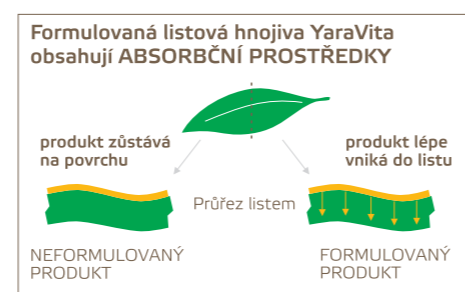 Formulovaná listová hnojiva YaraVita
obsahují ABSORBČNÍ PROSTŘEDKY
produkt zůstává
na povrchu
produkt lépe
vniká do listu
Průřez listem
NEFORMULOVANÝ
PRODUKT
FORMULOVANÝ
PRODUKT